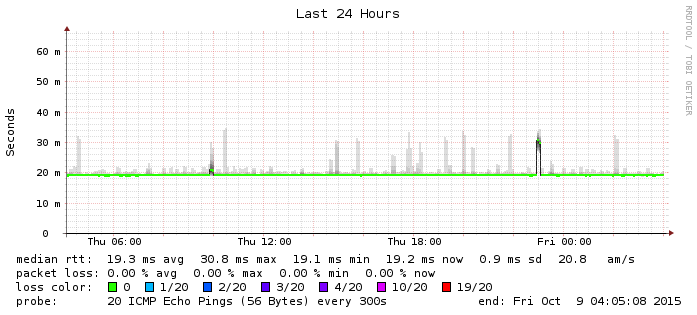 Last 24 Hours
RRDTOOL / TOBI OETIKER
Seconds
60 m
50 m
40 m
30 m
20 m
10 m
0
Thu 06:00 Thu 12:00 Thu 18:00 Fri 00:00
median rtt: 19.3 ms avg 30.8 ms max 19.1 ms min 19.2 ms now 0.9 ms sd 20.8 am/s
packet loss: 0.00 % avg 0.00 % max 0.00 % min 0.00 % now
loss color: 0 1/20 2/20 3/20 4/20 10/20 19/20
probe: 20 ICMP Echo Pings (56 Bytes) every 300s end: Fri Oct 9 04:05:08 2015